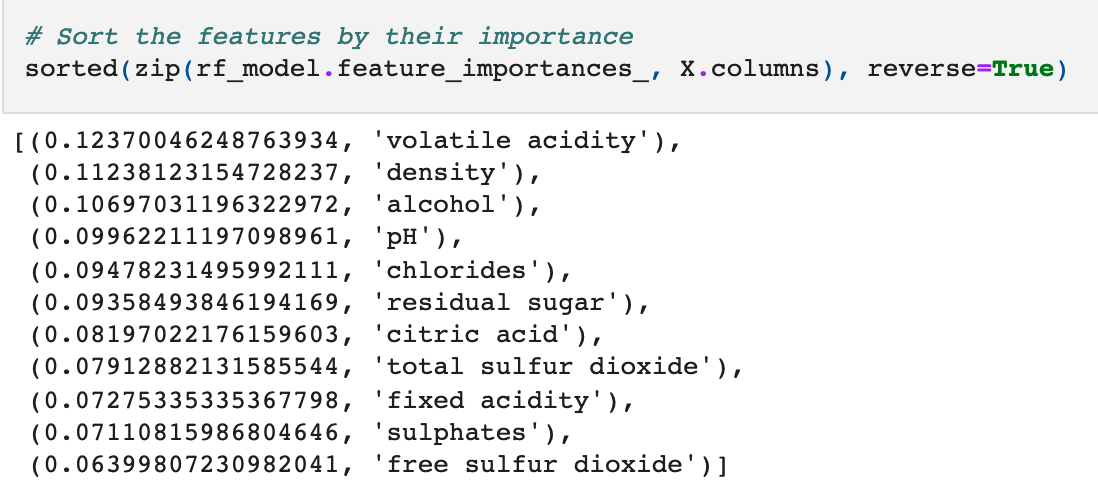 # Sort the features by their importance
sorted(zip(rf_model.feature_importances_, X.columns), reverse=True)
[(0.12370046248763934, 'volatile acidity'),
(0.11238123154728237, 'density'),
(0.10697031196322972, 'alcohol'),
(0.09962211197098961, 'pH'),
(0.09478231495992111, 'chlorides'),
(0.09358493846194169, 'residual sugar'),
(0.08197022176159603, 'citric acid'),
(0.07912882131585544, 'total sulfur dioxide'),
(0.07275335335367798, 'fixed acidity'),
(0.07110815986804646, 'sulphates'),
(0.06399807230982041, 'free sulfur dioxide')]